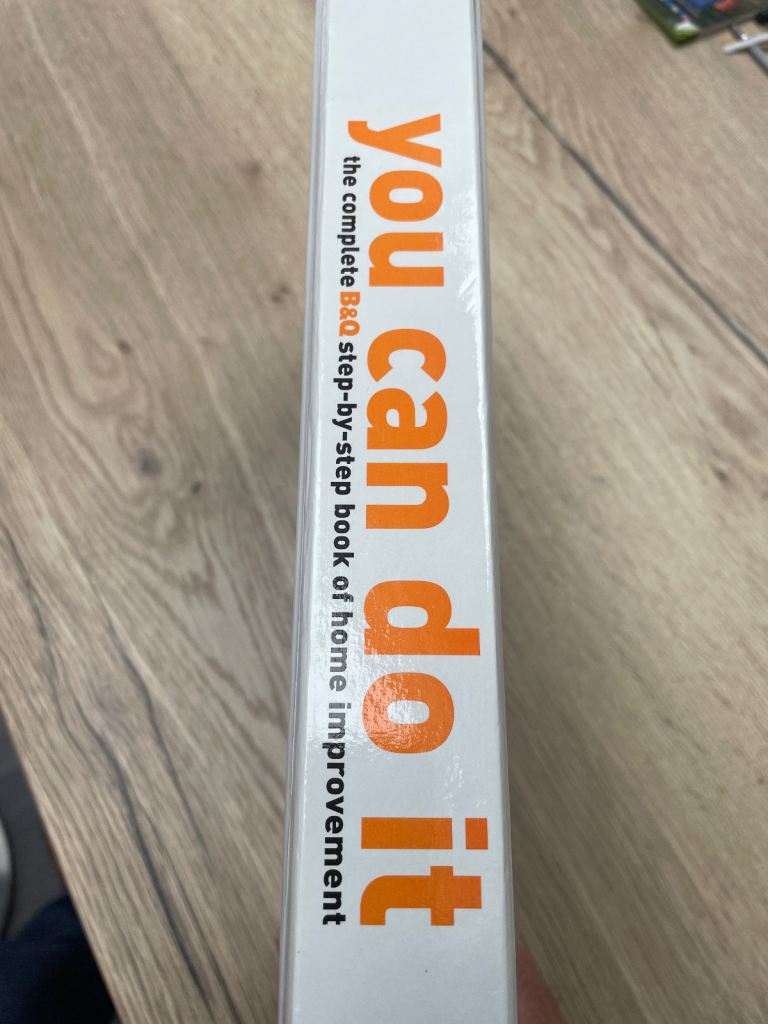 you can do it
the complete B&Q step-by-step book of home improvement